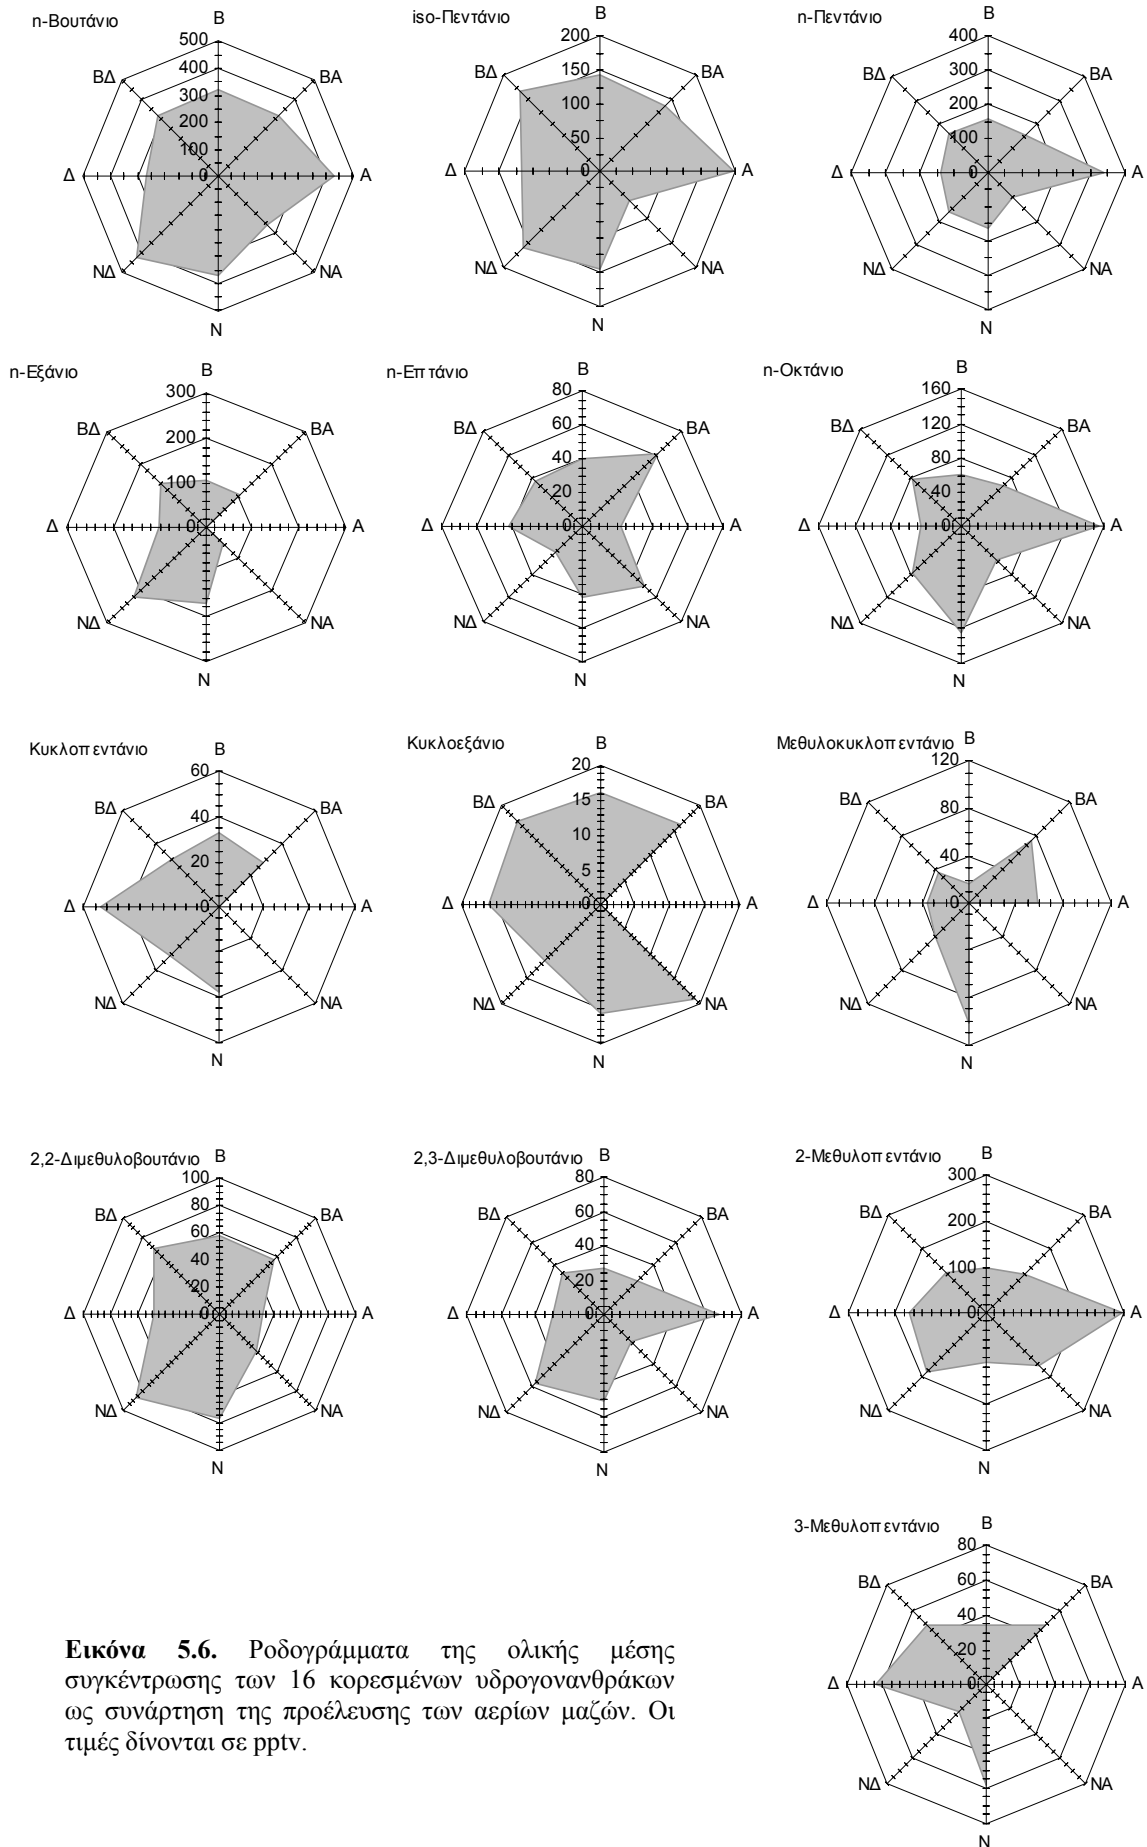 n-Βουτάνιο
Β
500
400
300
200
100
0
ΒΔ
ΒΑ
Δ
Α
ΝΔ
ΝΑ
Ν
iso-Πεντάνιο
Β
200
150
100
50
0
ΒΔ
ΒΑ
Δ
Α
ΝΔ
ΝΑ
Ν
n-Πεντάνιο
Β
400
300
200
100
0
ΒΔ
ΒΑ
Δ
Α
ΝΔ
ΝΑ
Ν
n-Εξάνιο
Β
300
200
100
0
ΒΔ
ΒΑ
Δ
Α
ΝΔ
ΝΑ
Ν
n-Επτάνιο
Β
80
60
40
20
0
ΒΔ
ΒΑ
Δ
Α
ΝΔ
ΝΑ
Ν
n-Οκτάνιο
Β
160
120
80
40
0
ΒΔ
ΒΑ
Δ
Α
ΝΔ
ΝΑ
Ν
Κυκλοπεντάνιο
Β
60
40
20
0
ΒΔ
ΒΑ
Δ
Α
ΝΔ
ΝΑ
Ν
Κυκλοεξάνιο
Β
20
15
10
5
0
ΒΔ
ΒΑ
Δ
Α
ΝΔ
ΝΑ
Ν
Μεθυλοκυκλοπεντάνιο
Β
120
80
40
0
ΒΔ
ΒΑ
Δ
Α
ΝΔ
ΝΑ
Ν
2,2-Διμεθυλοβουτάνιο
Β
100
80
60
40
20
0
ΒΔ
ΒΑ
Δ
Α
ΝΔ
ΝΑ
Ν
2,3-Διμεθυλοβουτάνιο
Β
80
60
40
20
0
ΒΔ
ΒΑ
Δ
Α
ΝΔ
ΝΑ
Ν
2-Μεθυλοπεντάνιο
Β
300
200
100
0
ΒΔ
ΒΑ
Δ
Α
ΝΔ
ΝΑ
Ν
3-Μεθυλοπεντάνιο
Β
80
60
40
20
0
ΒΔ
ΒΑ
Δ
Α
ΝΔ
ΝΑ
Ν
Εικόνα 5.6. Ροδογράμματα της ολικής μέσης
συγκέντρωσης των 16 κορεσμένων υδρογονανθράκων
ως συνάρτηση της προέλευσης των αερίων μαζών. Οι
τιμές δίνονται σε pptv.